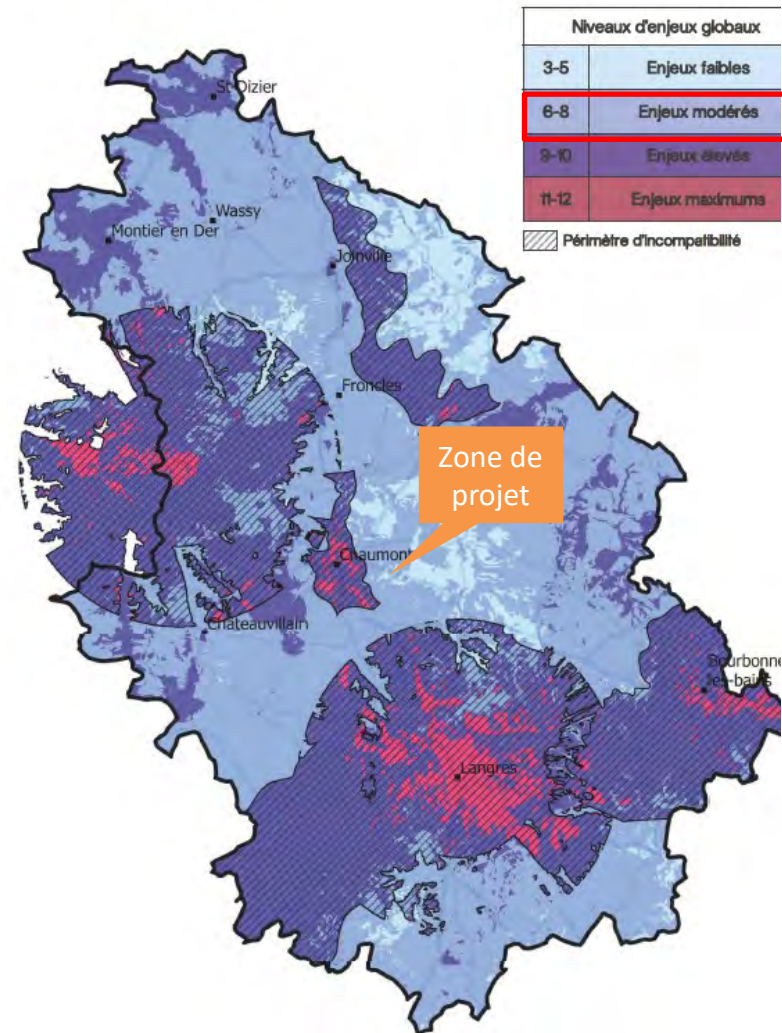 Niveaux d'enjeux globaux
3-5 Enjeux faibles
6-8 Enjeux modérés
9-10 Enjeux élevés
11-12 Enjeux maximums
Périmètre d'incompatibilité
St Dizier
Wassy
Montier en Der
Joinville
Froncles
Zone de
projet
Chaumont
Chateauvillain
Bourbonne
les-bains
Langres